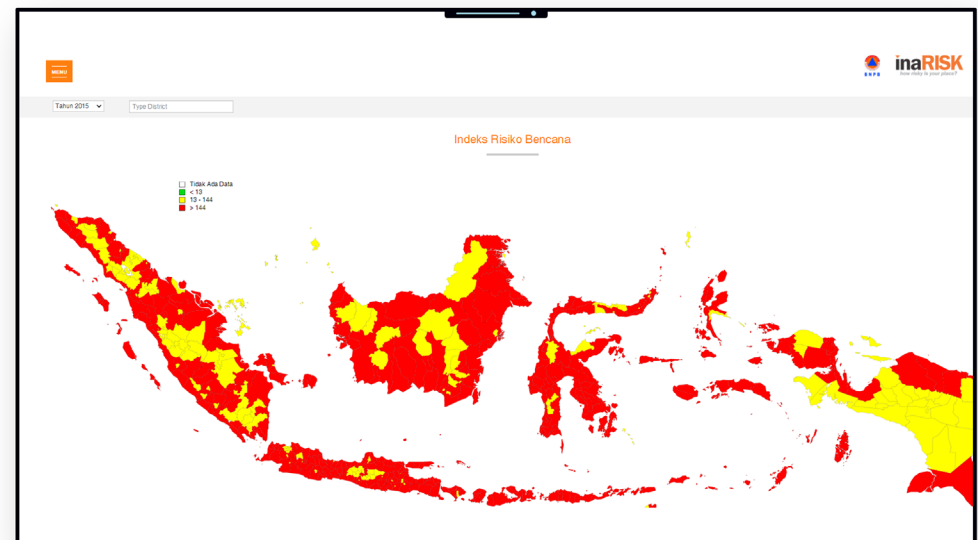 MENU
BNPB
inaRISK
how risky is your place?
Tahun 2015
Type District
Indeks Risiko Bencana
Tidak Ada Data
< 13
13 - 144
> 144